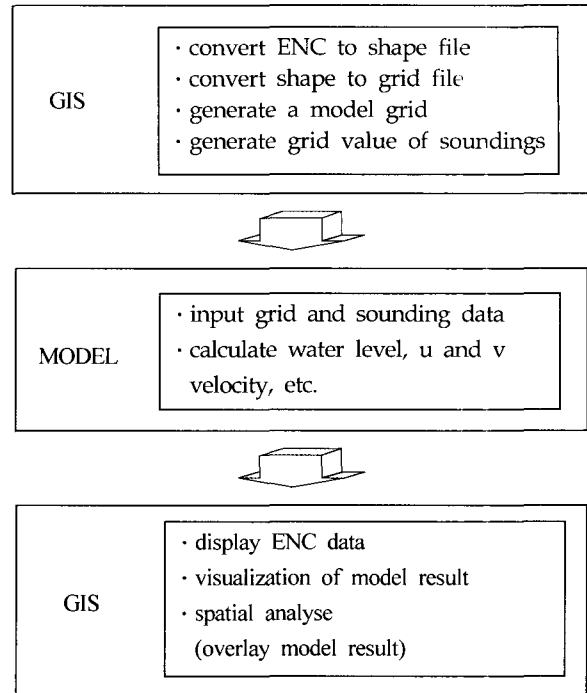 GIS
· convert ENC to shape file
· convert shape to grid file
· generate a model grid
· generate grid value of soundings
MODEL
· input grid and sounding data
· calculate water level, u and v
velocity, etc.
GIS
· display ENC data
· visualization of model result
· spatial analyse
(overlay model result)